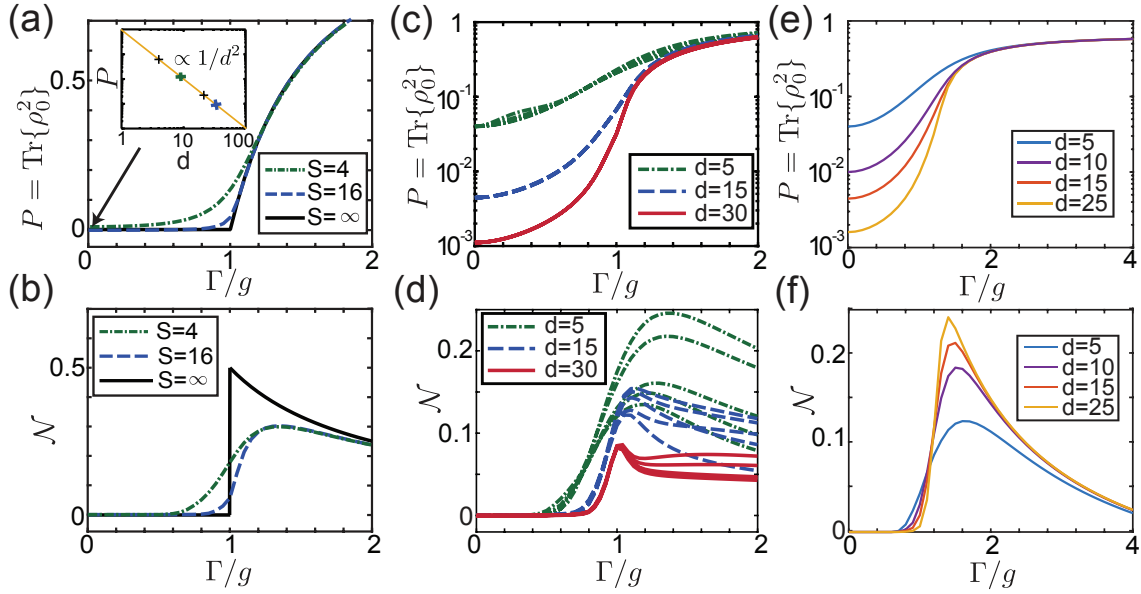 (a)
P = Tr{ρ₀²}
0.5
0
P
∝ 1/d²
1
10
100
d
S=4
S=16
S=∞
0
1
2
Γ/g
(b)
𝒩
0.5
0
S=4
S=16
S=∞
0
1
2
Γ/g
(c)
P = Tr{ρ₀²}
1
10⁻¹
10⁻²
10⁻³
d=5
d=15
d=30
0
1
2
Γ/g
(d)
𝒩
0.2
0.1
0
d=5
d=15
d=30
0
1
2
Γ/g
(e)
P = Tr{ρ₀²}
1
10⁻¹
10⁻²
10⁻³
d=5
d=10
d=15
d=25
0
2
4
Γ/g
(f)
𝒩
0.2
0.1
0
d=5
d=10
d=15
d=25
0
2
4
Γ/g